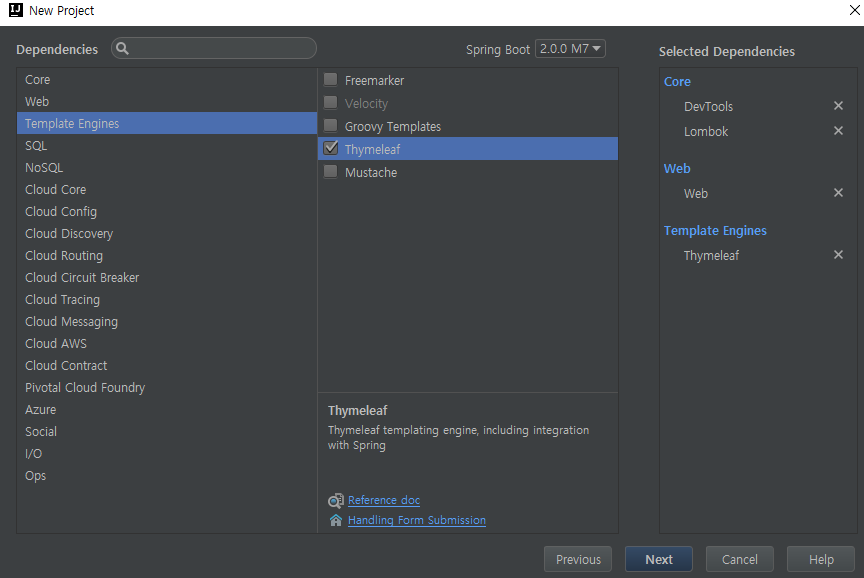 New Project
Dependencies
Spring Boot 2.0.0 M7
Selected Dependencies
Core
Web
Template Engines
SQL
NoSQL
Cloud Core
Cloud Config
Cloud Discovery
Cloud Routing
Cloud Circuit Breaker
Cloud Tracing
Cloud Messaging
Cloud AWS
Cloud Contract
Pivotal Cloud Foundry
Azure
Social
I/O
Ops
Freemarker
Velocity
Groovy Templates
Thymeleaf
Mustache
Thymeleaf
Thymeleaf templating engine, including integration
with Spring
Reference doc
Handling Form Submission
Core
DevTools
Lombok
Web
Web
Template Engines
Thymeleaf
Previous
Next
Cancel
Help